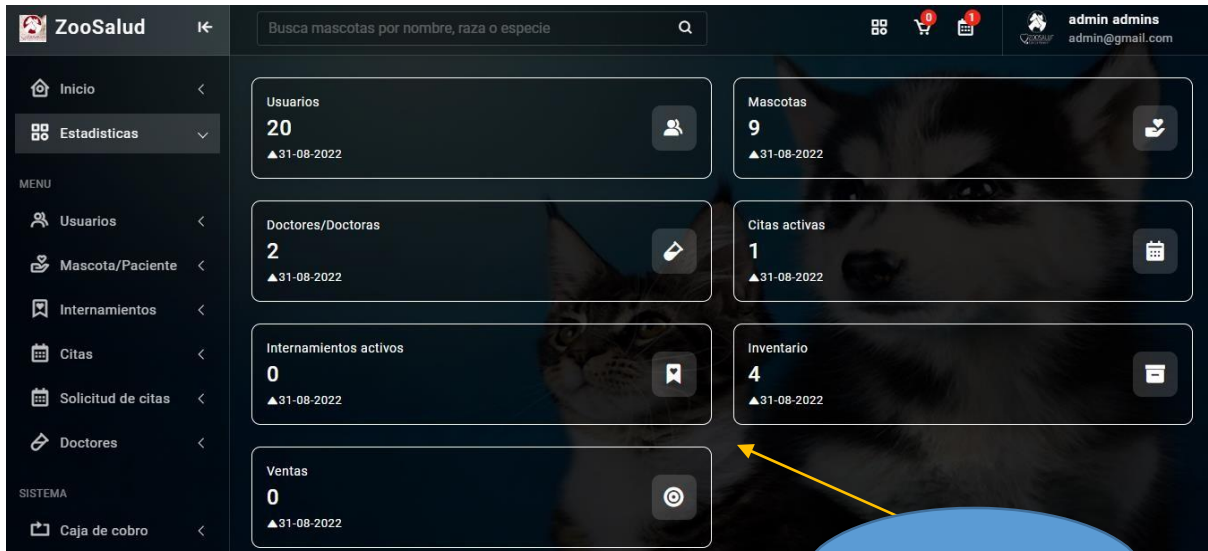 ZooSalud
Busca mascotas por nombre, raza o especie
0
1
admin admins
admin@gmail.com
Inicio
Estadisticas
MENU
Usuarios
Mascota/Paciente
Internamientos
Citas
Solicitud de citas
Doctores
SISTEMA
Caja de cobro
Usuarios
20
▲31-08-2022
Mascotas
9
▲31-08-2022
Doctores/Doctoras
2
▲31-08-2022
Citas activas
1
▲31-08-2022
Internamientos activos
0
▲31-08-2022
Inventario
4
▲31-08-2022
Ventas
0
▲31-08-2022